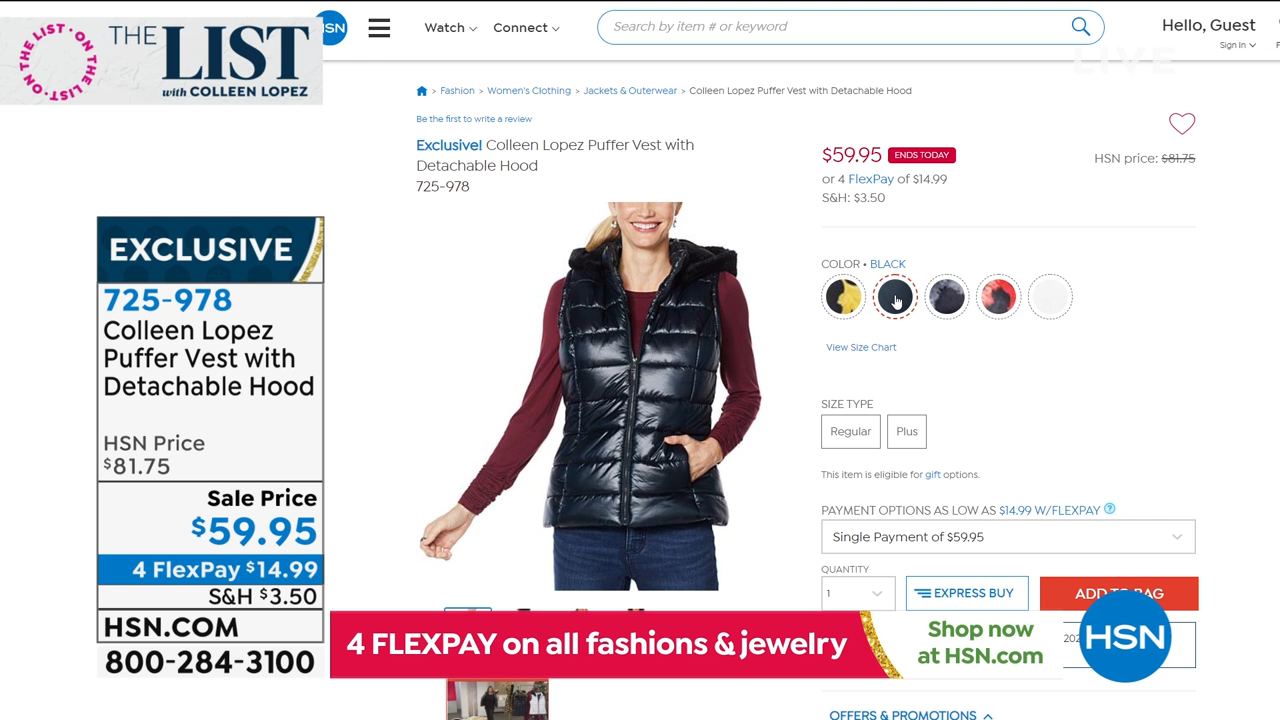 ON THE LIST • ON THE LIST •
THE
LIST
with COLLEEN LOPEZ
HSN
Watch
Connect
Search by item # or keyword
Hello, Guest
Sign In
LIVE
> Fashion > Women's Clothing > Jackets & Outerwear > Colleen Lopez Puffer Vest with Detachable Hood
Be the first to write a review
Exclusive! Colleen Lopez Puffer Vest with
Detachable Hood
725-978
$59.95 ENDS TODAY
HSN price: $81.75
or 4 FlexPay of $14.99
S&H: $3.50
COLOR • BLACK
View Size Chart
SIZE TYPE
Regular
Plus
This item is eligible for gift options.
PAYMENT OPTIONS AS LOW AS $14.99 W/FLEXPAY ?
Single Payment of $59.95
QUANTITY
1
EXPRESS BUY
ADD TO BAG
202
OFFERS & PROMOTIONS
EXCLUSIVE
725-978
Colleen Lopez
Puffer Vest with
Detachable Hood
HSN Price
$81.75
Sale Price
$59.95
4 FlexPay $14.99
S&H $3.50
HSN.COM
800-284-3100
4 FLEXPAY on all fashions & jewelry
Shop now
at HSN.com
HSN